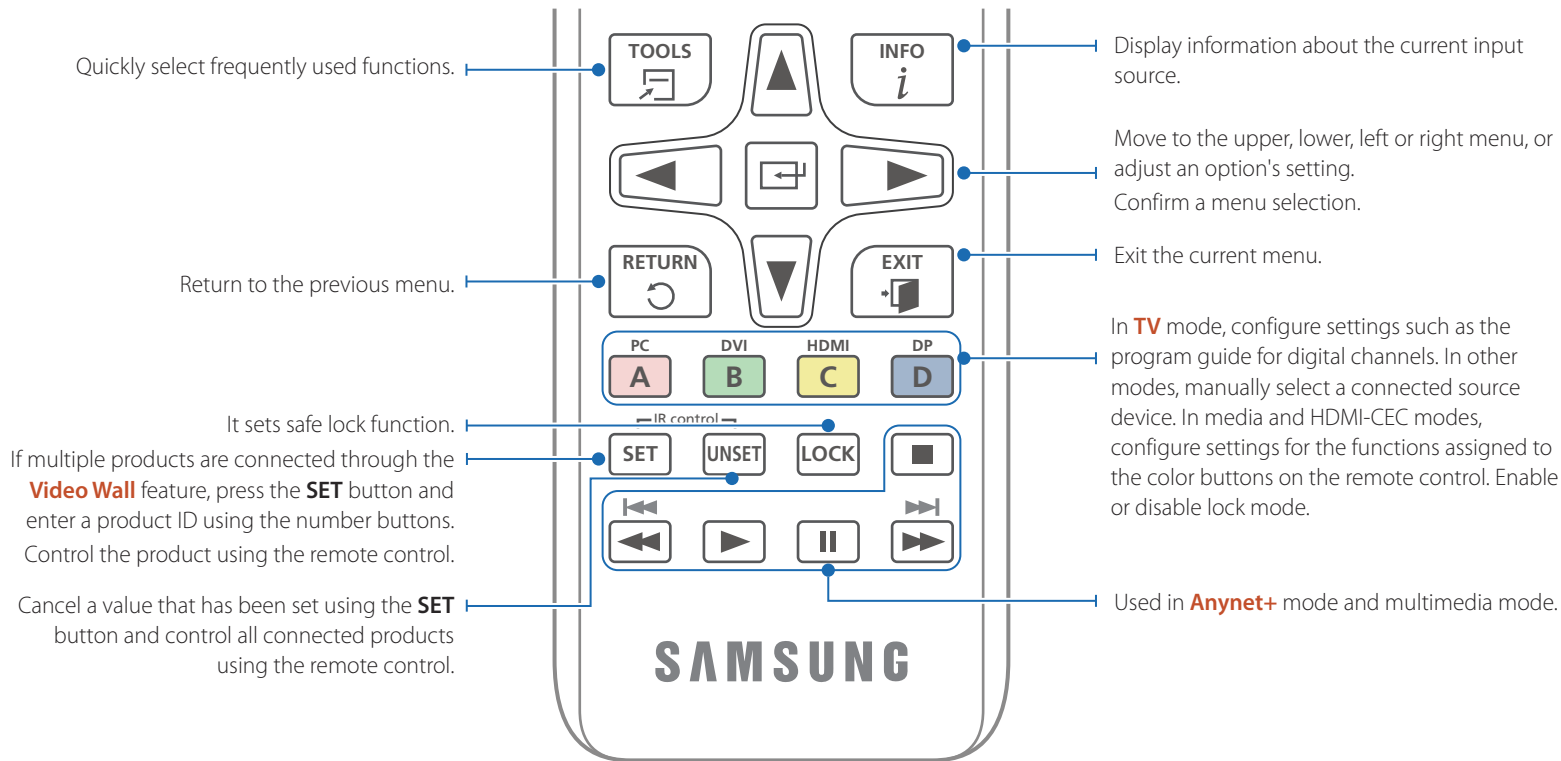 Quickly select frequently used functions.
TOOLS
INFO
i
Display information about the current input
source.
Move to the upper, lower, left or right menu, or
adjust an option's setting.
Confirm a menu selection.
Return to the previous menu.
RETURN
EXIT
Exit the current menu.
PC
DVI
HDMI
DP
A
B
C
D
In TV mode, configure settings such as the
program guide for digital channels. In other
modes, manually select a connected source
device. In media and HDMI-CEC modes,
configure settings for the functions assigned to
the color buttons on the remote control. Enable
or disable lock mode.
It sets safe lock function.
IR control
SET
UNSET
LOCK
If multiple products are connected through the
Video Wall feature, press the SET button and
enter a product ID using the number buttons.
Control the product using the remote control.
Cancel a value that has been set using the SET
button and control all connected products
using the remote control.
Used in Anynet+ mode and multimedia mode.
SAMSUNG